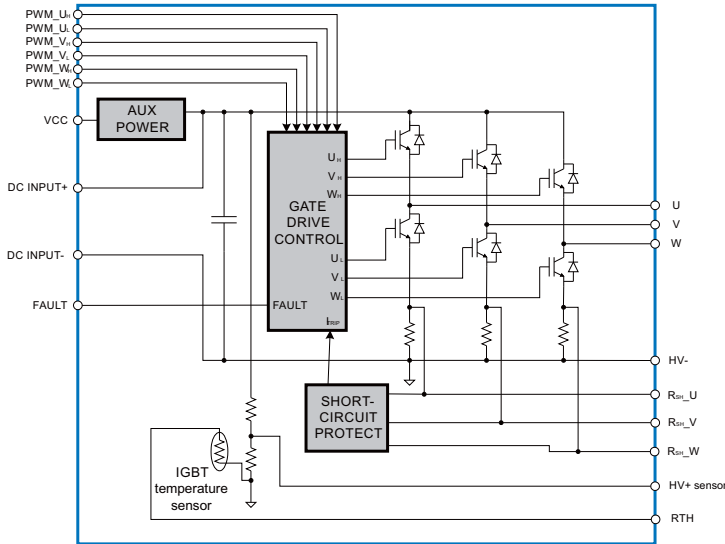 PWM_UH
PWM_UL
PWM_VH
PWM_VL
PWM_WH
PWM_WL
VCC
AUX
POWER
DC INPUT+
DC INPUT-
FAULT
UH
VH
WH
GATE
DRIVE
CONTROL
UL
VL
WL
FAULT
ITRIP
U
V
W
HV-
SHORT-
CIRCUIT
PROTECT
RSH_U
RSH_V
RSH_W
IGBT
temperature
sensor
HV+ sensor
RTH